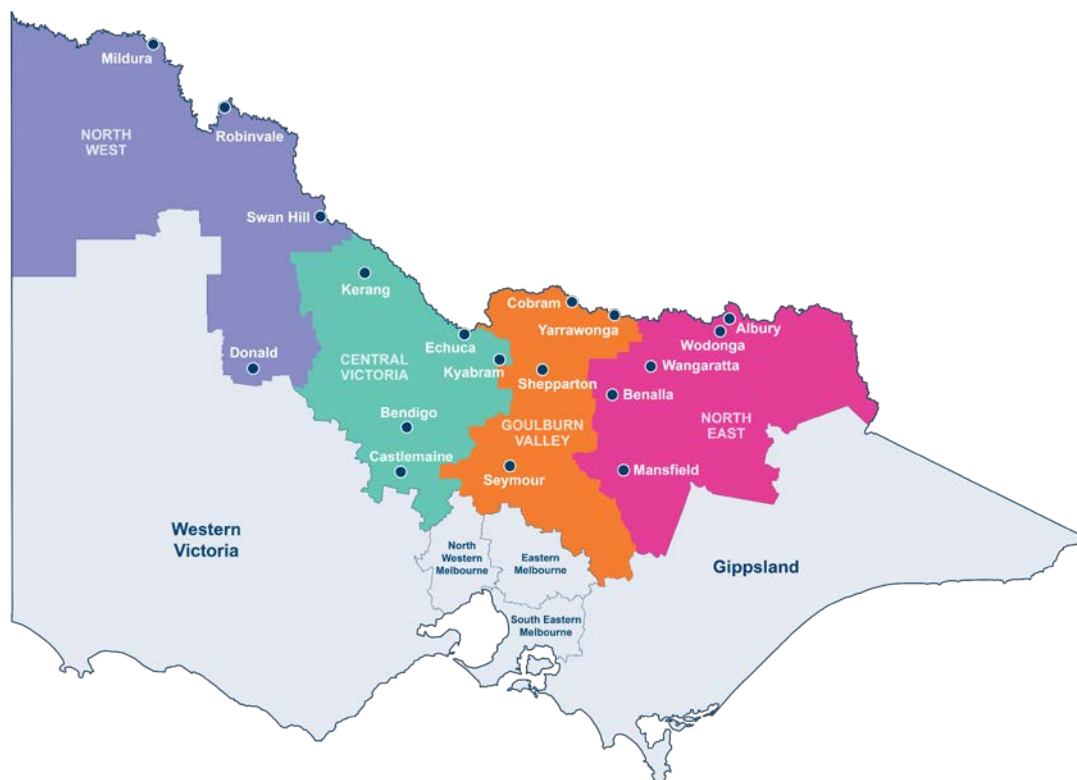 Mildura
NORTH
WEST
Robinvale
Swan Hill
Kerang
Cobram
Yarrawonga
Albury
Wodonga
Echuca
Donald
CENTRAL
VICTORIA
Kyabram
Shepparton
Wangaratta
Benalla
Bendigo
GOULBURN
VALLEY
NORTH
EAST
Castlemaine
Seymour
Mansfield
Western
Victoria
North
Western
Melbourne
Eastern
Melbourne
Gippsland
South Eastern
Melbourne